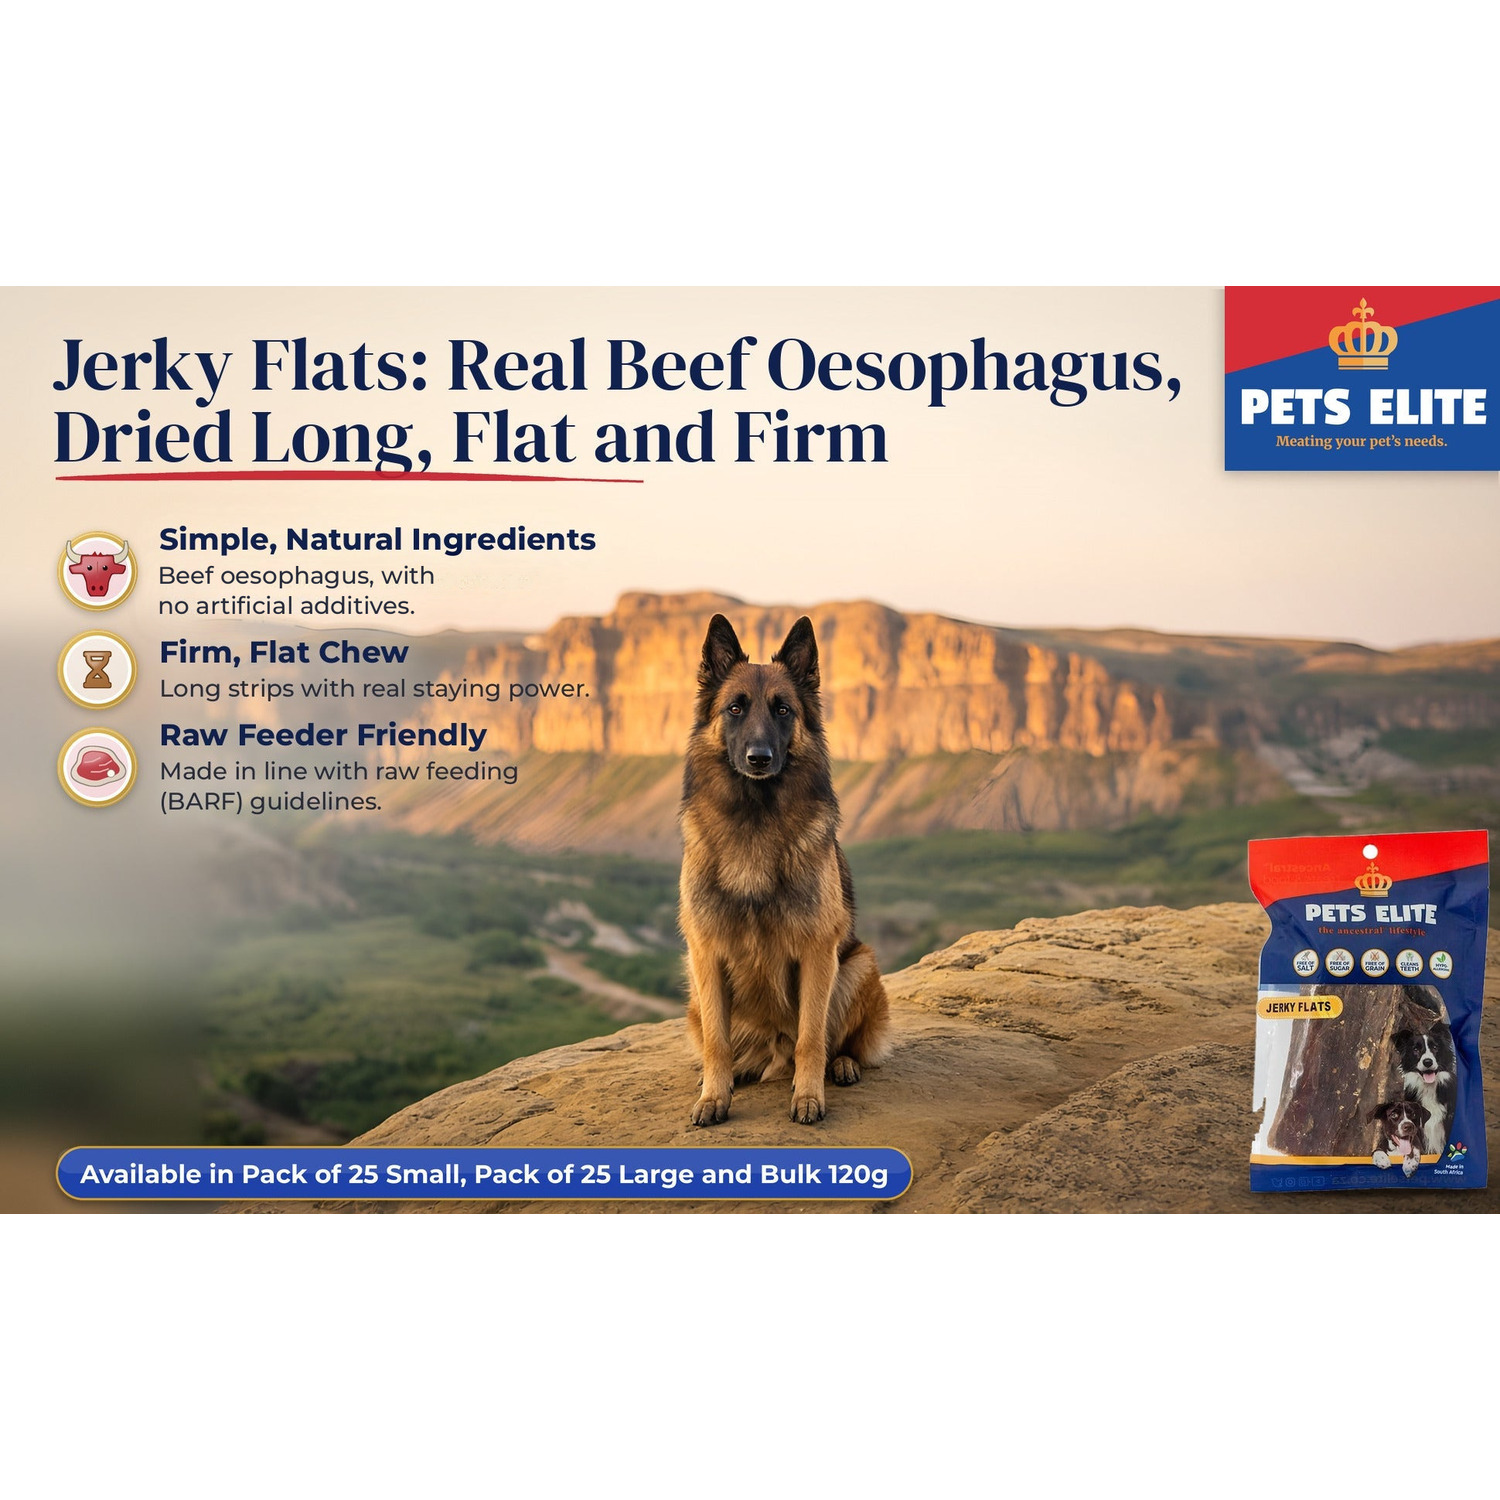 Jerky Flats: Real Beef Oesophagus,
Dried Long, Flat and Firm
PETS ELITE
Meating your pet's needs.
Simple, Natural Ingredients
Beef oesophagus, with
no artificial additives.
Firm, Flat Chew
Long strips with real staying power.
Raw Feeder Friendly
Made in line with raw feeding
(BARF) guidelines.
Available in Pack of 25 Small, Pack of 25 Large and Bulk 120g
PETS ELITE
the ancestral lifestyle
FREE OF
SALT
FREE OF
SUGAR
FREE OF
GRAIN
CLEANS
TEETH
JERKY FLATS
Made in
South Africa